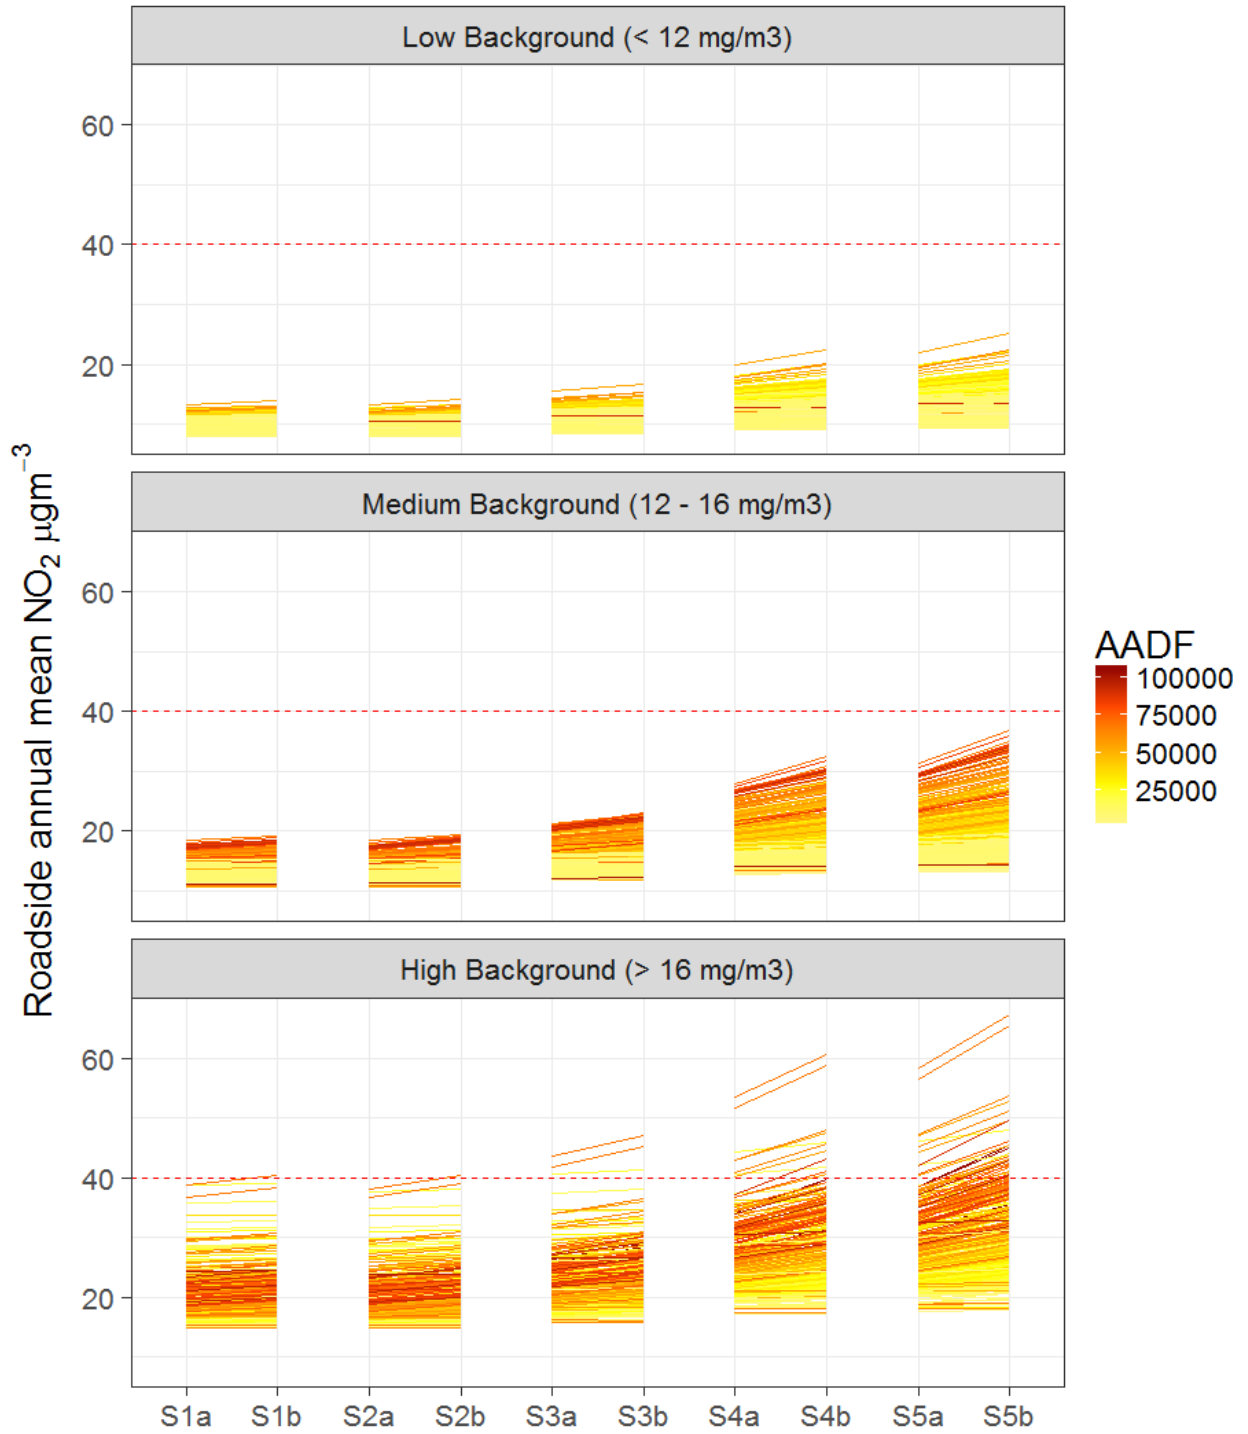 Low Background (< 12 mg/m3)
60
40
20
Medium Background (12 - 16 mg/m3)
60
40
20
High Background (> 16 mg/m3)
60
40
20
S1a S1b S2a S2b S3a S3b S4a S4b S5a S5b
Roadside annual mean NO₂ μgm⁻³
AADF
100000
75000
50000
25000